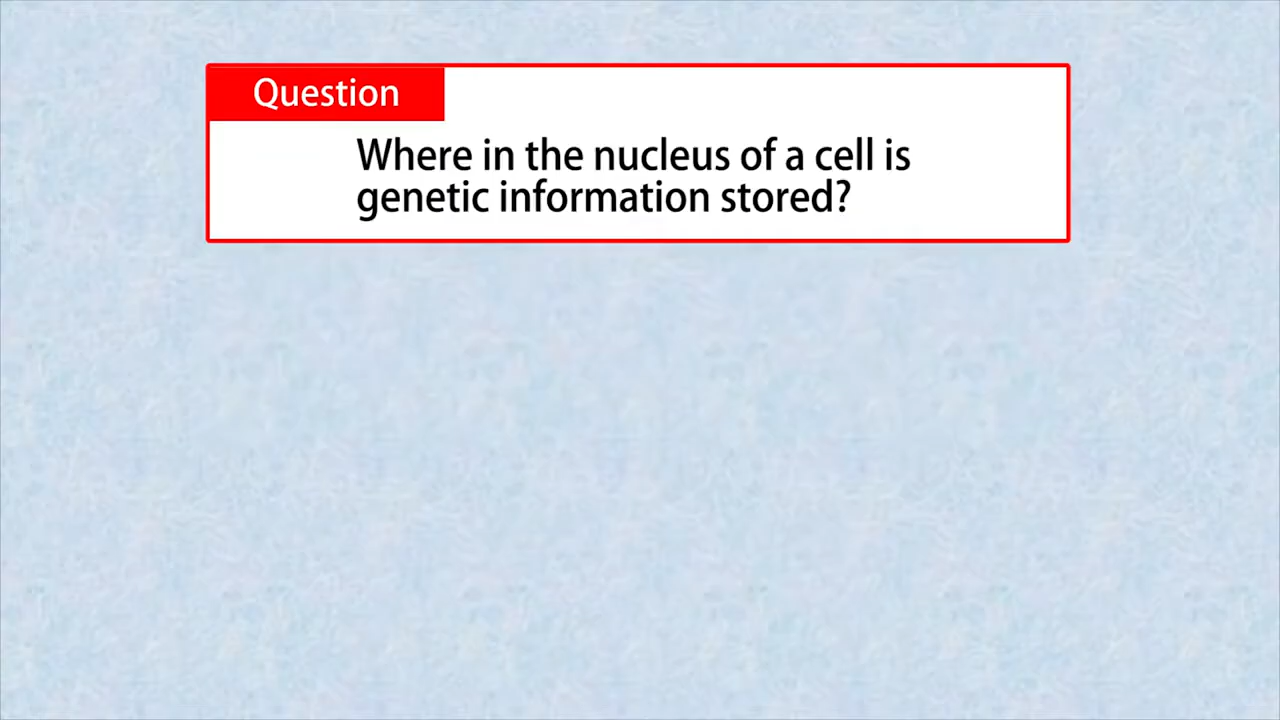 Question
Where in the nucleus of a cell is
genetic information stored?